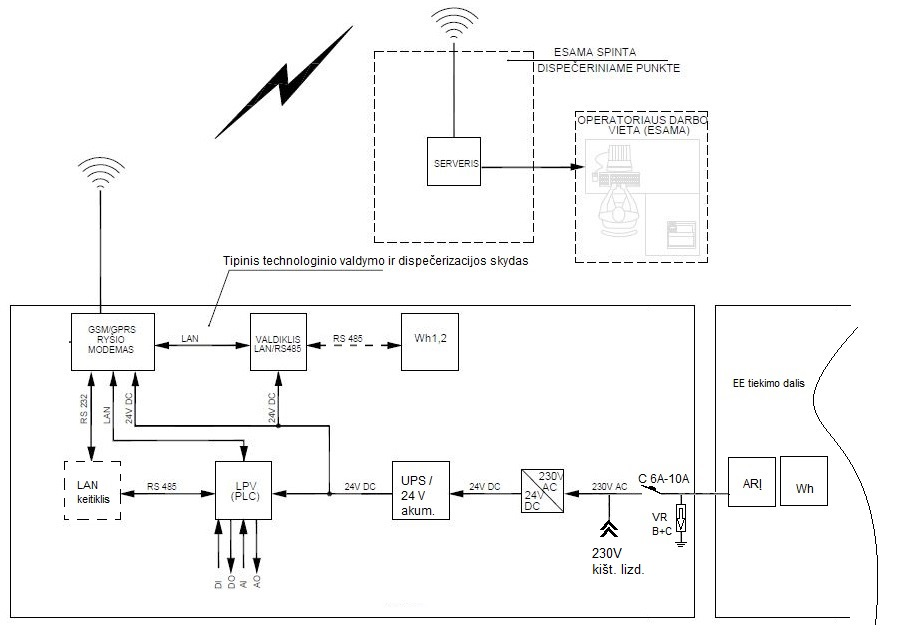 ESAMA SPINTA
DISPEČERINIAME PUNKTE
OPERATORIAUS DARBO
VIETA (ESAMA)
SERVERIS
Tipinis technologinio valdymo ir dispečerizacijos skydas
GSM/GPRS
RYŠIO
MODEMAS
LAN
VALDIKLIS
LAN/RS485
RS 485
Wh1,2
EE tiekimo dalis
RS 232
LAN
24V DC
24V DC
LAN
keitiklis
RS 485
LPV
(PLC)
24V DC
UPS /
24 V
akum.
24V DC
230V
AC
24V
DC
230V AC
C 6A-10A
VR
B+C
ARĮ
Wh
230V
kišt. lizd.
DI
DO
AI
AO